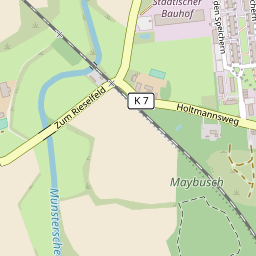 Städtischer
Bauhof
den Speichern
K 7
Holtmannsweg
Zum Rieselfeld
Maybusch
Münstersche